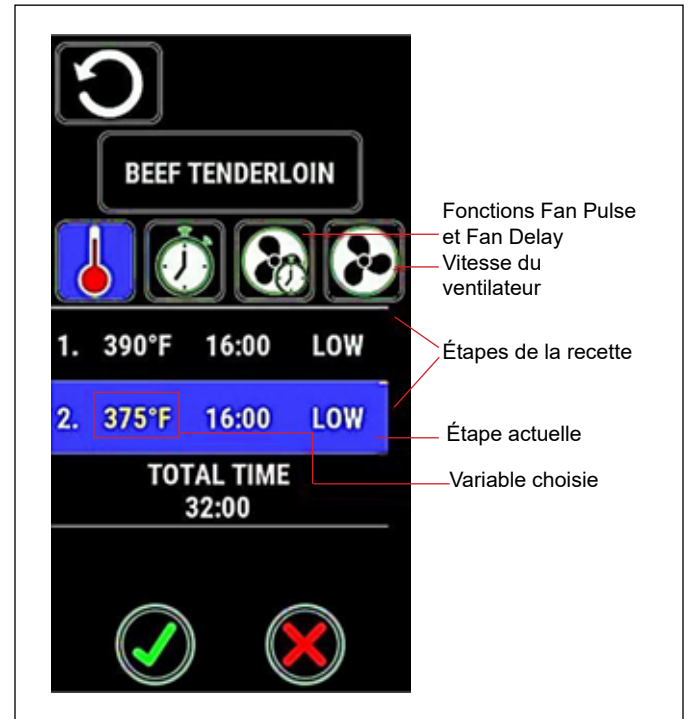 BEEF TENDERLOIN
Fonctions Fan Pulse
et Fan Delay
Vitesse du
ventilateur
1. 390°F 16:00 LOW
Étapes de la recette
2. 375°F 16:00 LOW
Étape actuelle
TOTAL TIME
32:00
Variable choisie